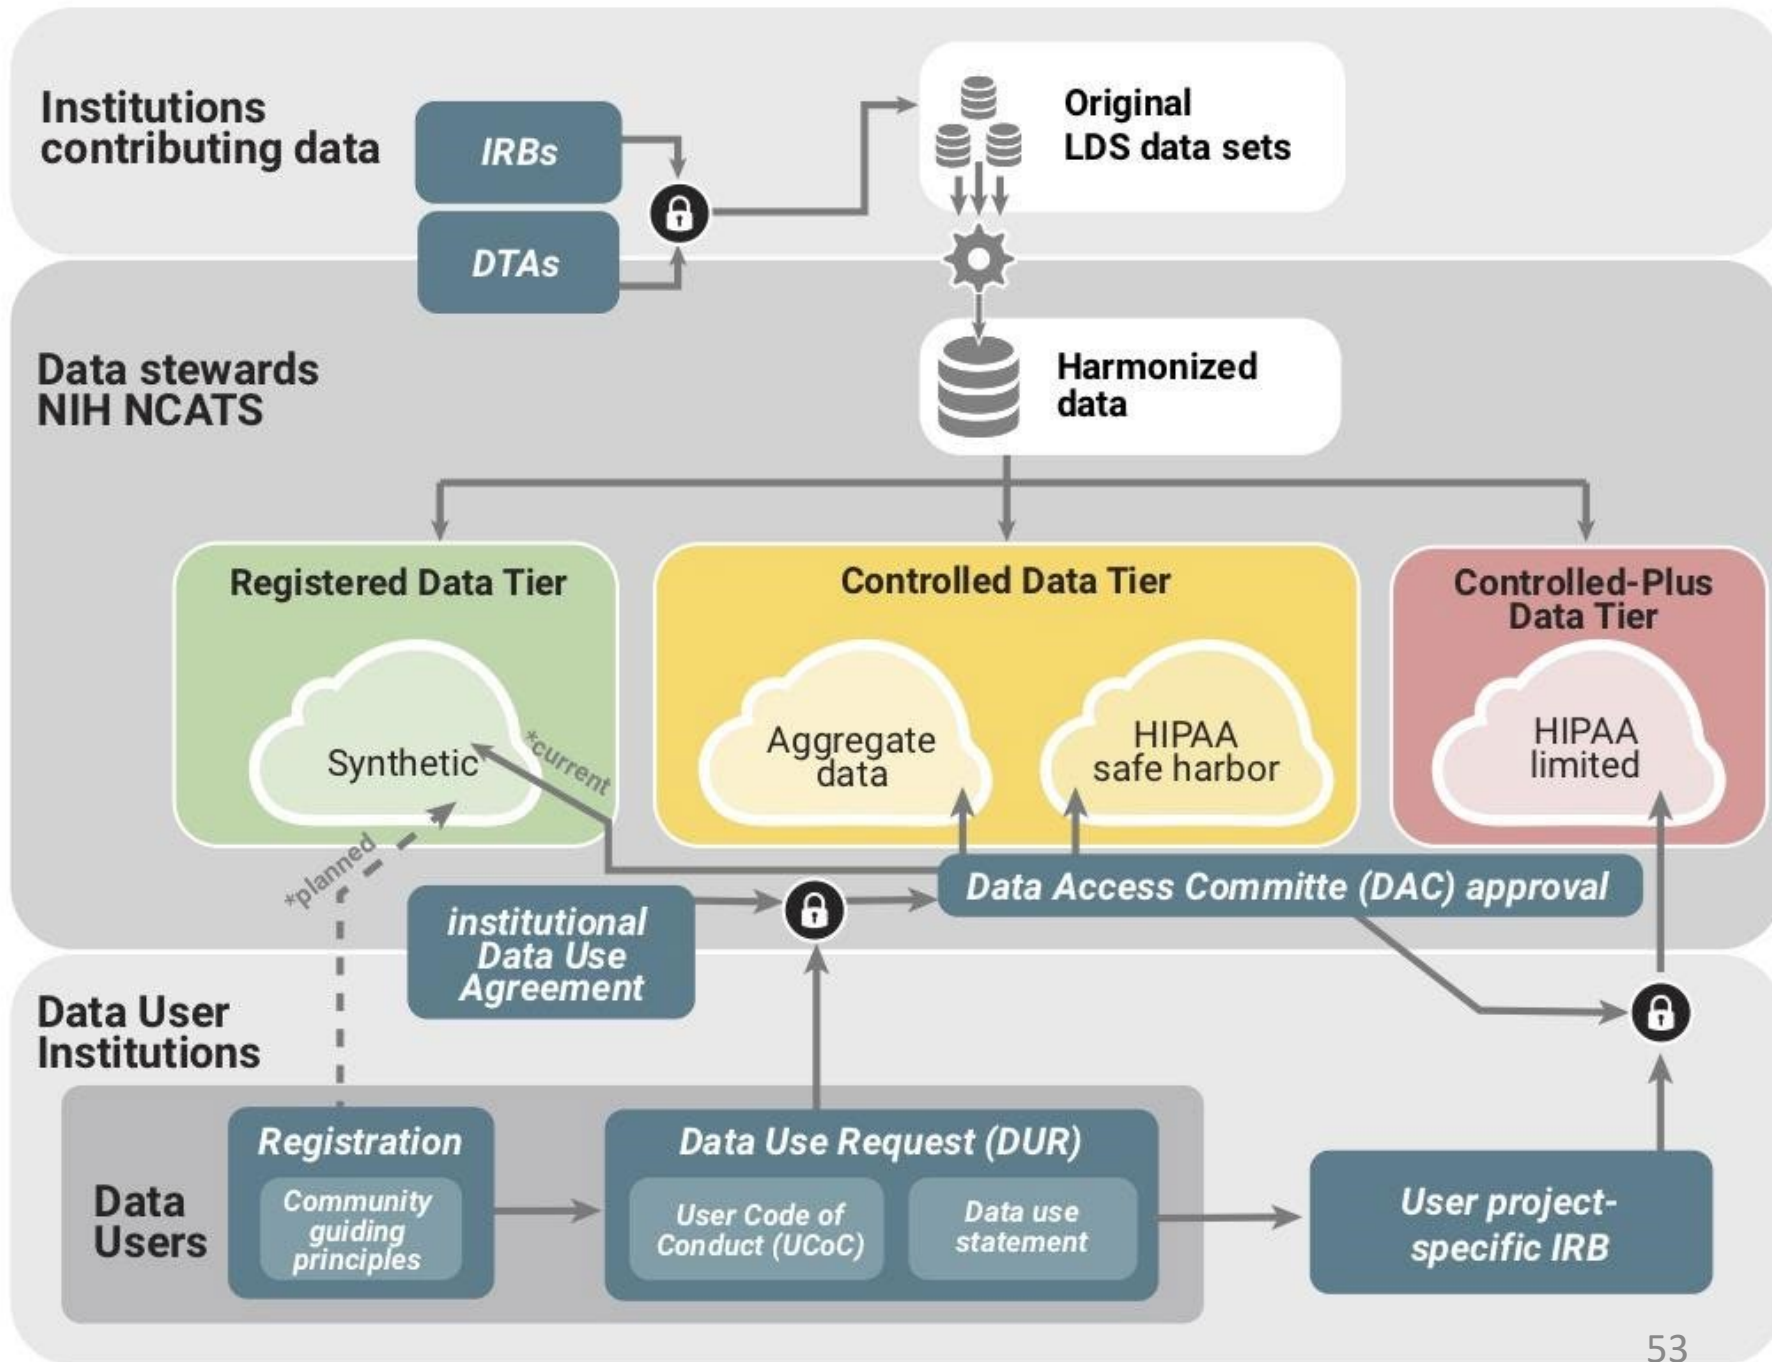 Institutions
contributing data
IRBs
DTAs
Original
LDS data sets
Data stewards
NIH NCATS
Harmonized
data
Registered Data Tier
Synthetic
*current
*planned
Controlled Data Tier
Aggregate
data
HIPAA
safe harbor
Controlled-Plus
Data Tier
HIPAA
limited
Data Access Committe (DAC) approval
institutional
Data Use
Agreement
Data User
Institutions
Data
Users
Registration
Community
guiding
principles
Data Use Request (DUR)
User Code of
Conduct (UCoC)
Data use
statement
User project-
specific IRB
53